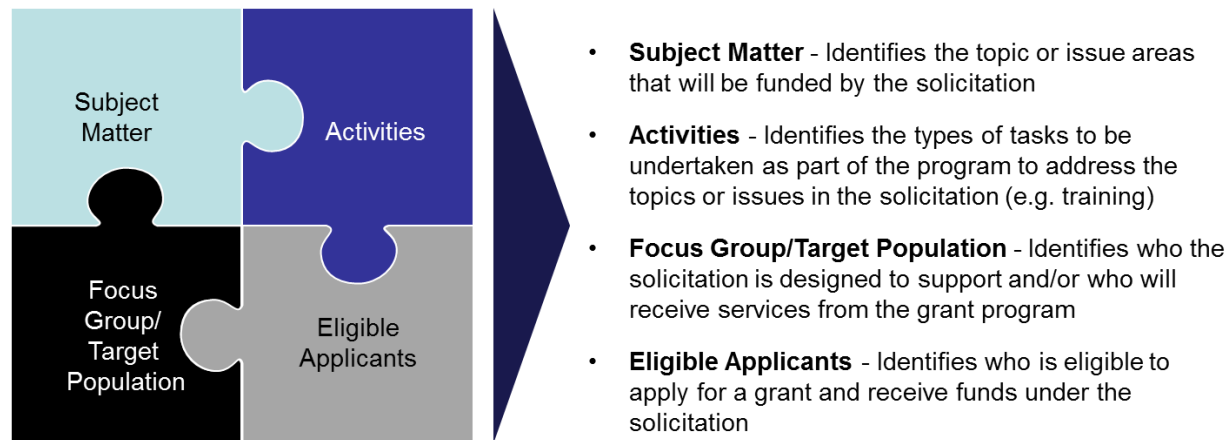 Subject
Matter
Activities
Focus
Group/
Target
Population
Eligible
Applicants
• Subject Matter - Identifies the topic or issue areas
that will be funded by the solicitation
• Activities - Identifies the types of tasks to be
undertaken as part of the program to address the
topics or issues in the solicitation (e.g. training)
• Focus Group/Target Population - Identifies who the
solicitation is designed to support and/or who will
receive services from the grant program
• Eligible Applicants - Identifies who is eligible to
apply for a grant and receive funds under the
solicitation